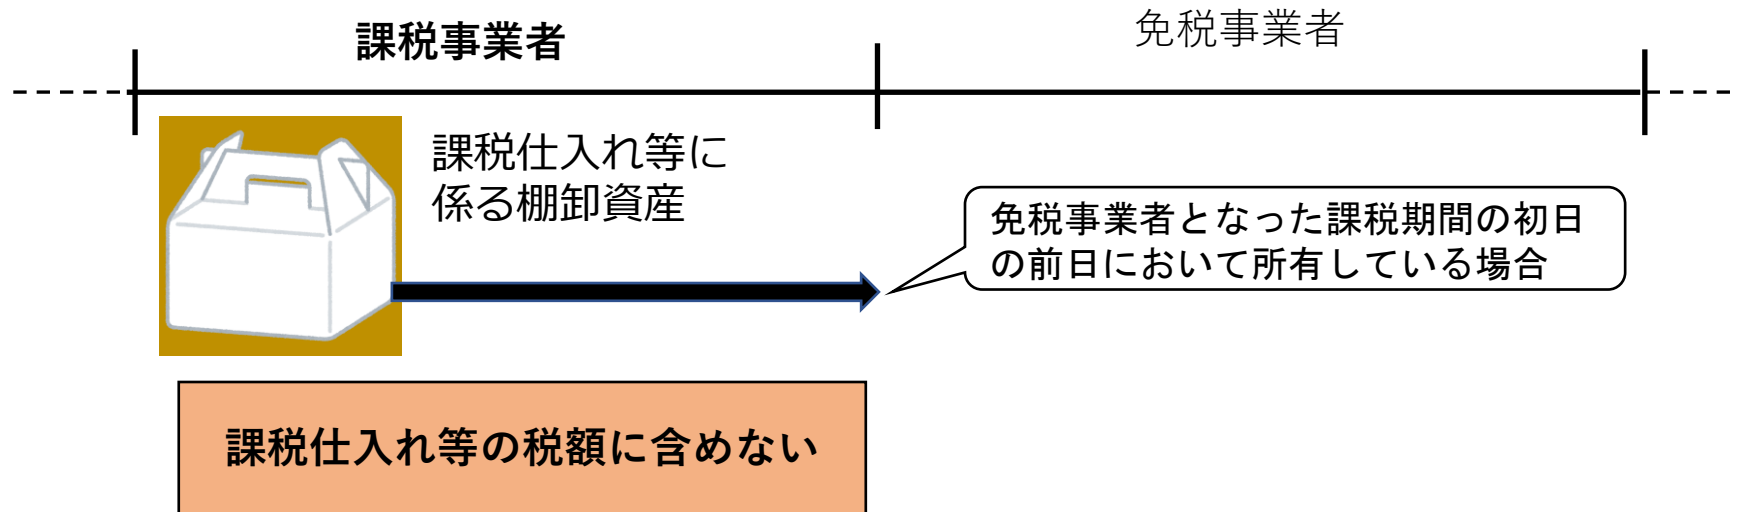 課税事業者
免税事業者
課税仕入れ等に
係る棚卸資産
免税事業者となった課税期間の初日
の前日において所有している場合
課税仕入れ等の税額に含めない